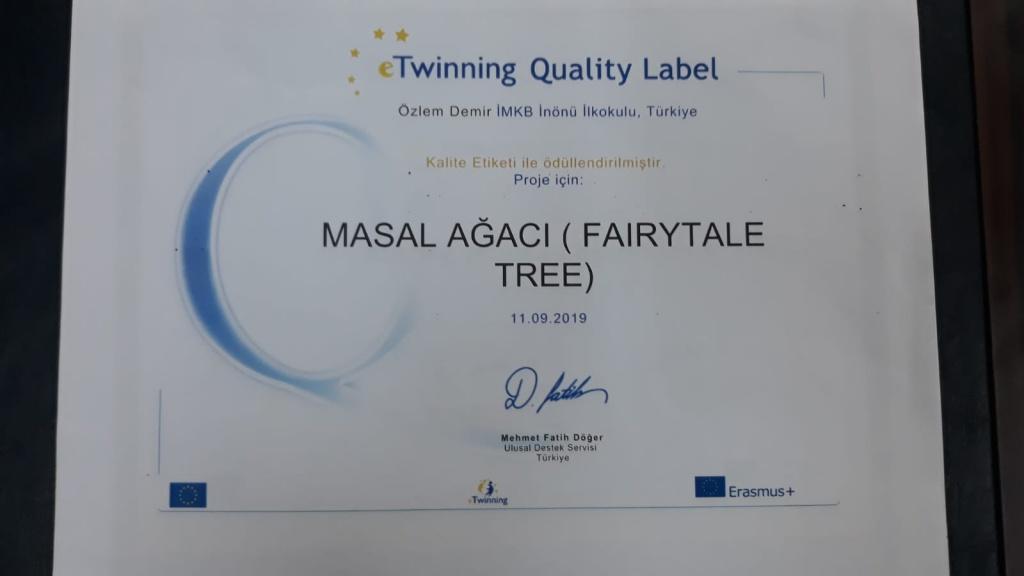 eTwinning Quality Label
Özlem Demir İMKB İnönü İlkokulu, Türkiye
Kalite Etiketi ile ödüllendirilmiştir.
Proje için:
MASAL AĞACI ( FAIRYTALE
TREE)
11.09.2019
D. fatih
Mehmet Fatih Döğer
Ulusal Destek Servisi
Türkiye
eTwinning
Erasmus+